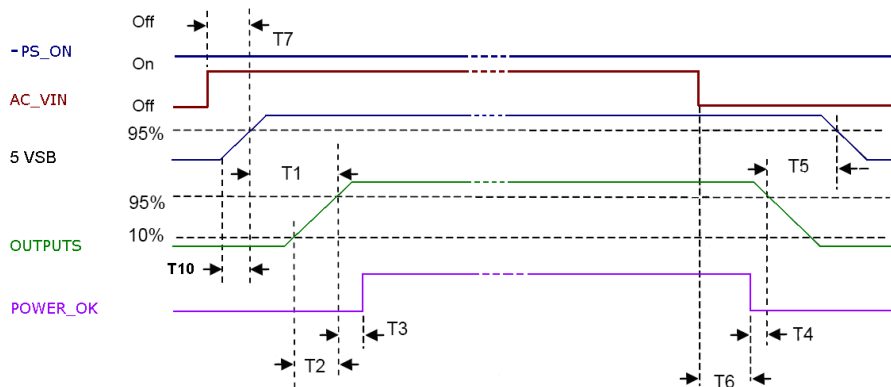 Off
T7
-PS_ON
On
AC_VIN
Off
95%
5 VSB
T1
T5
95%
10%
OUTPUTS
T10
POWER_OK
T3
T4
T2
T6